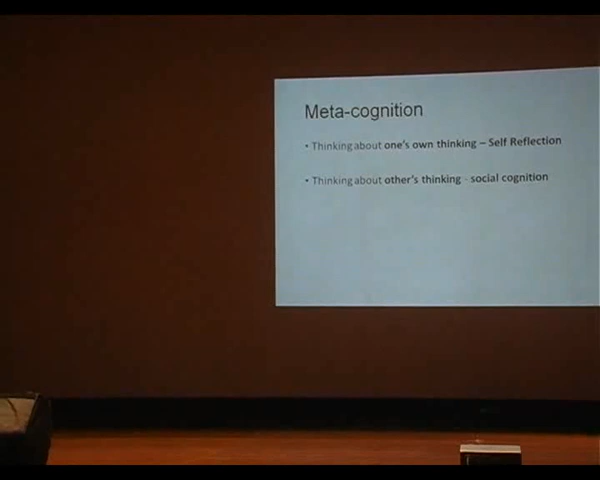 Meta-cognition
• Thinking about one's own thinking – Self Reflection
• Thinking about other's thinking - social cognition